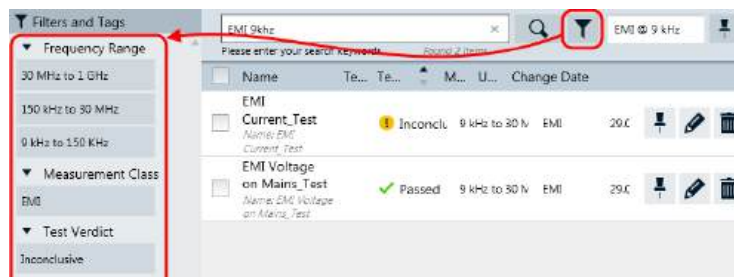 Filters and Tags
Frequency Range
30 MHz to 1 GHz
150 kHz to 30 MHz
9 kHz to 150 KHz
Measurement Class
EMI
Test Verdict
Inconclusive
EMI 9khz
EMI @ 9 kHz
Please enter your search keywords
Found 2 Items
Name Te... Te... M... U... Change Date
EMI
Current_Test
Name: EMI
Current_Test
Inconclu 9 kHz to 30 M EMI 29.0
EMI Voltage
on Mains_Test
Name: EMI Voltage
on Mains_Test
Passed 9 kHz to 30 M EMI 29.0